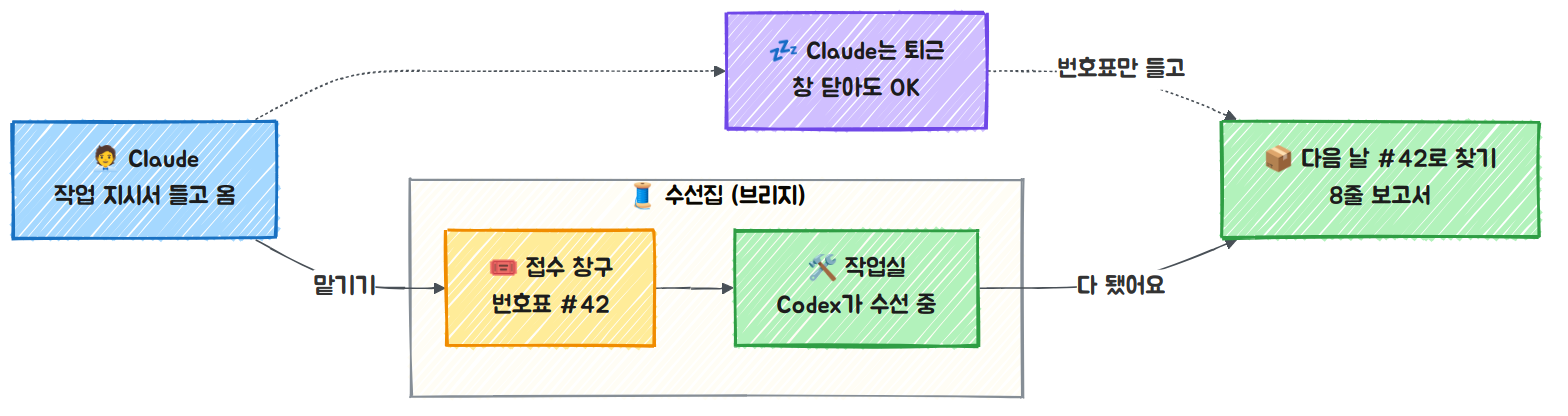 💤 Claude는 퇴근
창 닫아도 OK
번호표만 들고
🧑‍💼 Claude
작업 지시서 들고 옴
📦 다음 날 #42로 찾기
8줄 보고서
🧵 수선집 (브리지)
맡기기
🎟️ 접수 창구
번호표 #42
🛠️ 작업실
Codex가 수선 중
다 됐어요